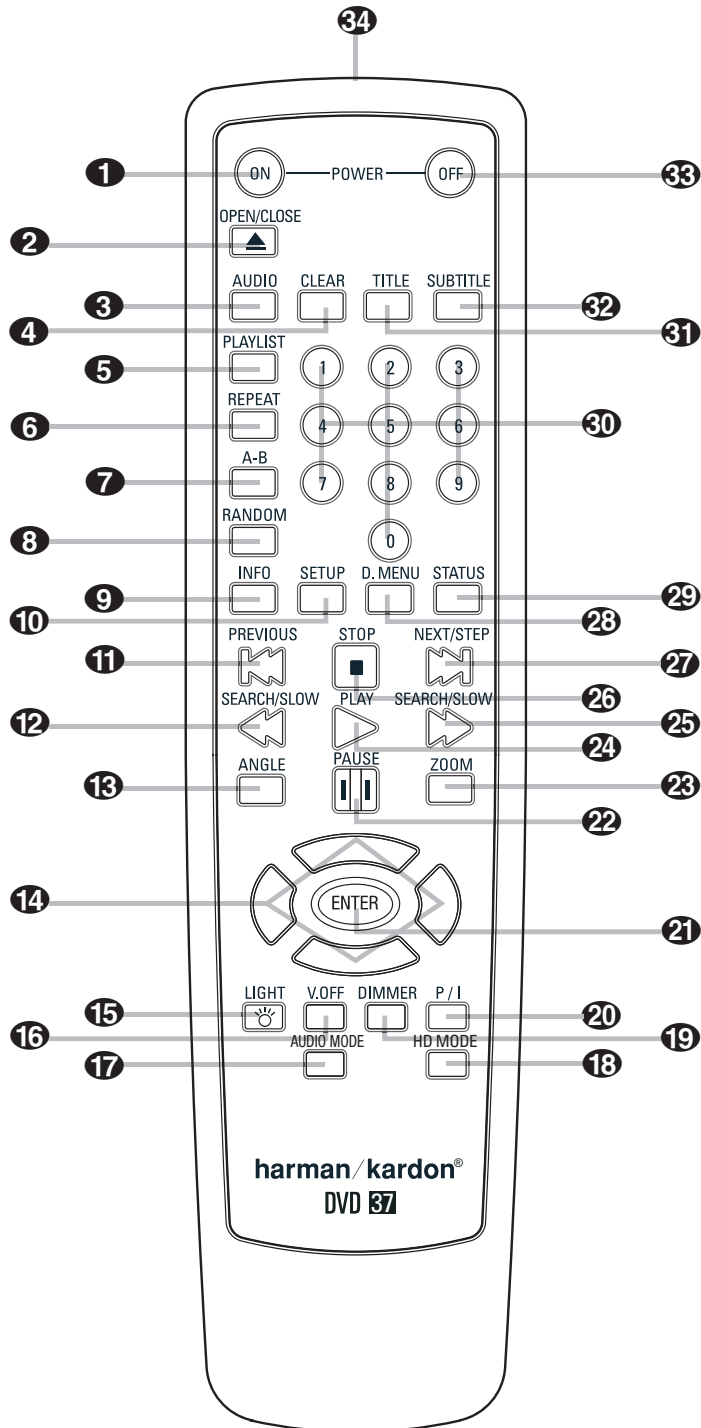 34
1 ON POWER OFF 33
OPEN/CLOSE
2
AUDIO CLEAR TITLE SUBTITLE
3 32
4 31
PLAYLIST
5 1 2 3
REPEAT
6 4 5 6 30
A-B
7 7 8 9
RANDOM
8 0
INFO SETUP D. MENU STATUS
9 29
10 28
PREVIOUS STOP NEXT/STEP
11 27
26
SEARCH/SLOW PLAY SEARCH/SLOW
12 25
24
ANGLE PAUSE ZOOM
13 23
22
14 ENTER 21
LIGHT V.OFF DIMMER P / I
15 20
16 19
AUDIO MODE HD MODE
17 18
harman/kardon®
DVD 37